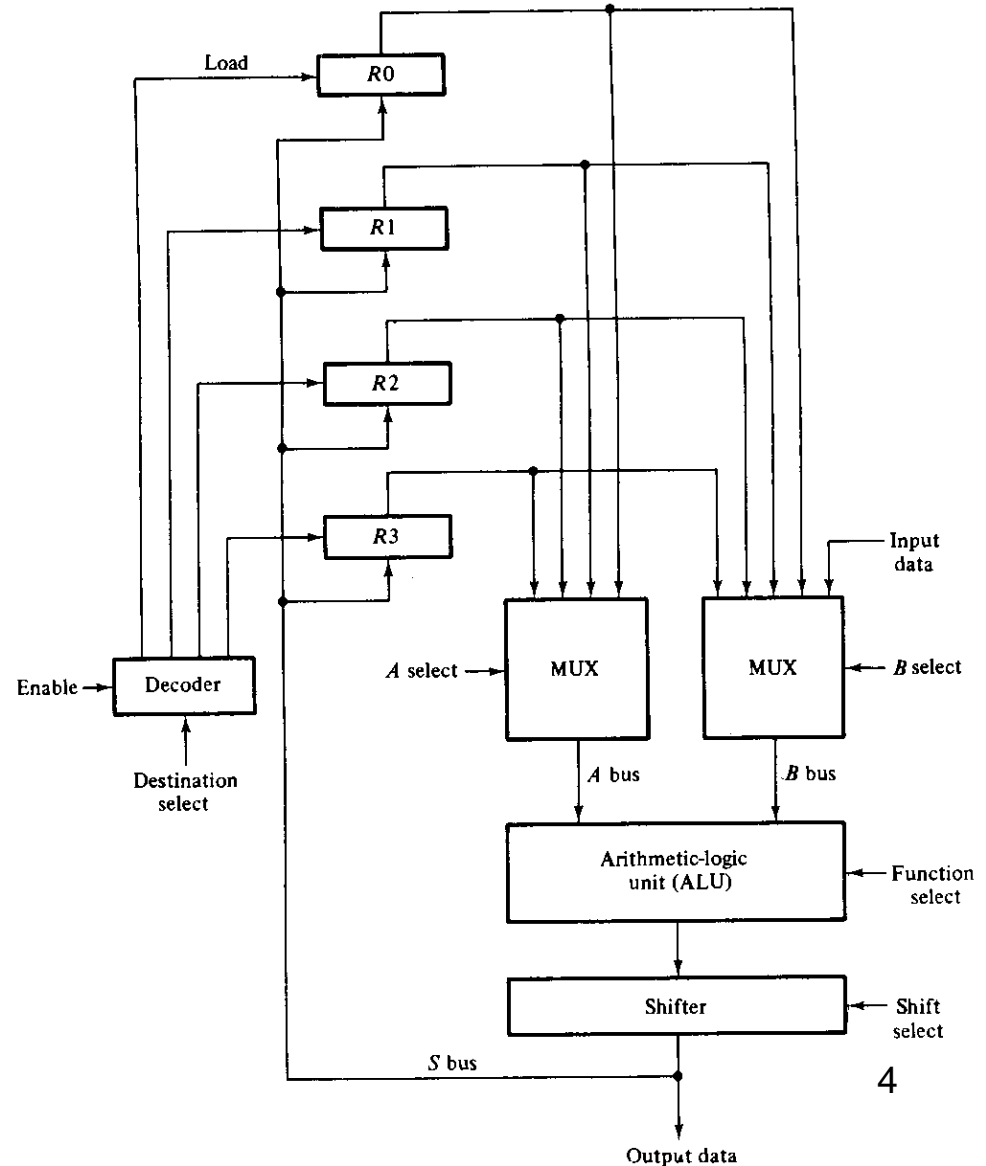 Load
R0
R1
R2
R3
Input
data
A select
MUX
MUX
B select
Enable
Decoder
Destination
select
A bus
B bus
Arithmetic-logic
unit (ALU)
Function
select
Shifter
Shift
select
S bus
4
Output data